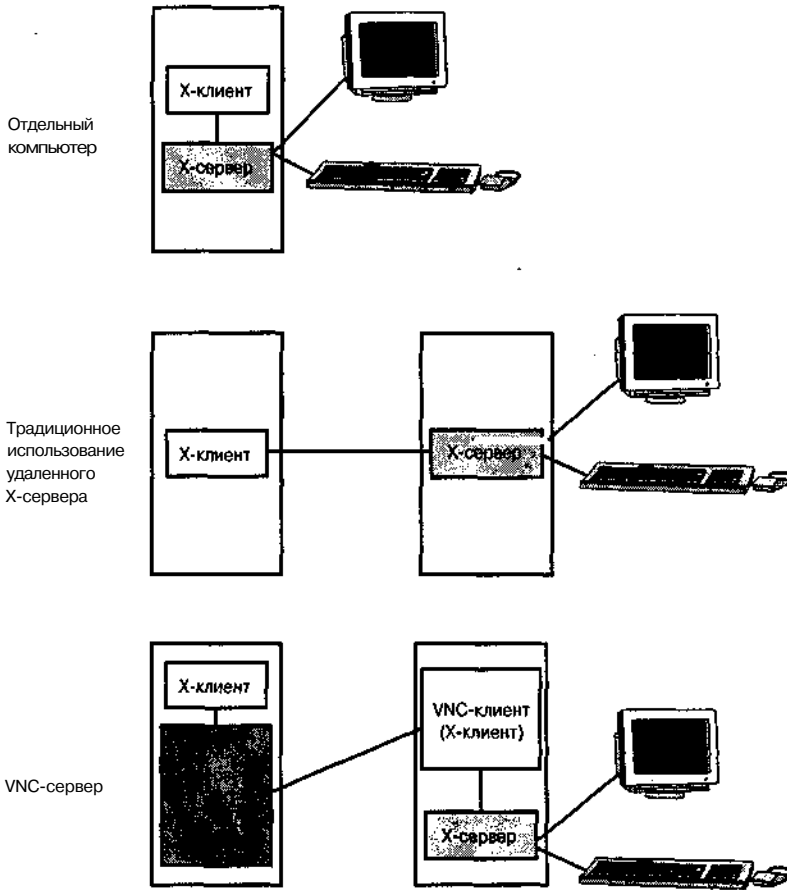 Отдельный
компьютер
X-клиент
X-сервер
Традиционное
использование
удаленного
X-сервера
X-клиент
X-сервер
VNC-сервер
X-клиент
VNC-клиент
(X-клиент)
X-сервер